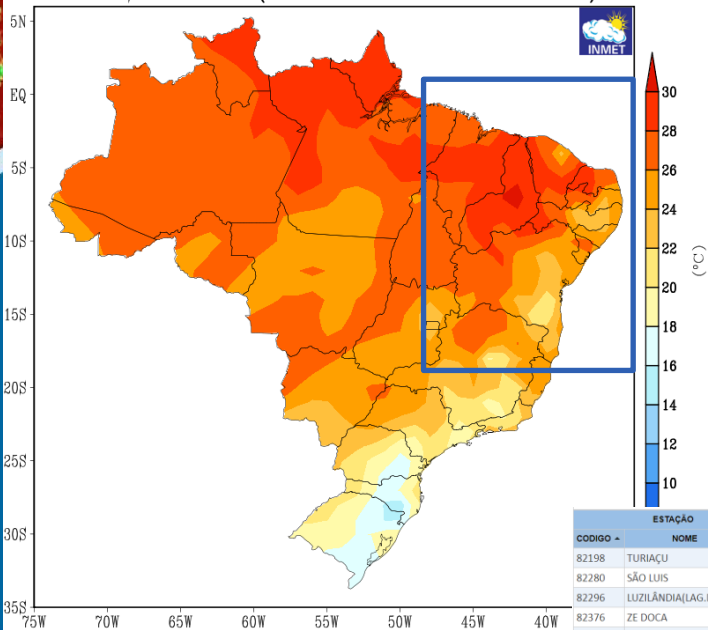 INMET
5N
EQ
5S
10S
15S
20S
25S
30S
35S
75W 70W 65W 60W 55W 50W 45W 40W
30
28
26
24
22
20
18
16
14
12
10
(°C)
ESTAÇÃO
CODIGO NOME
82198 TURIAÇU
82280 SÃO LUIS
82296 LUZILÂNDIA(LAG.
82376 ZE DOCA